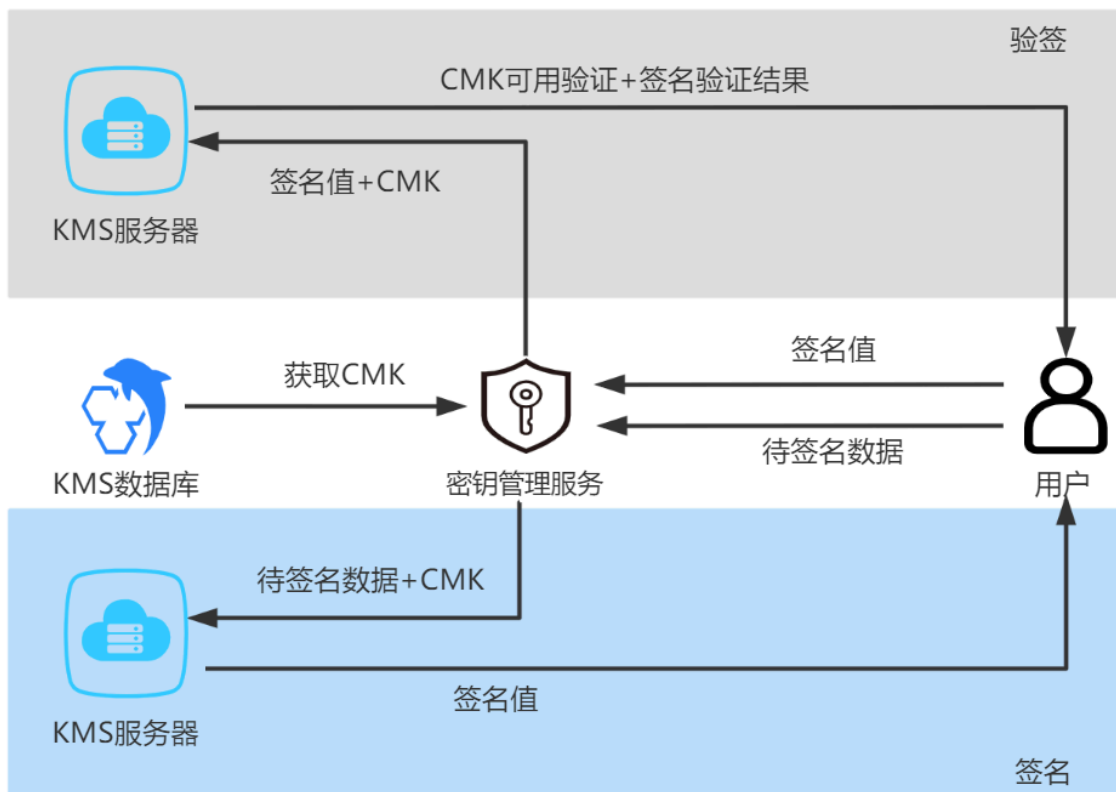 验签
CMK可用验证+签名验证结果
签名值+CMK
KMS服务器
签名值
获取CMK
待签名数据
KMS数据库
密钥管理服务
用户
待签名数据+CMK
签名值
KMS服务器
签名